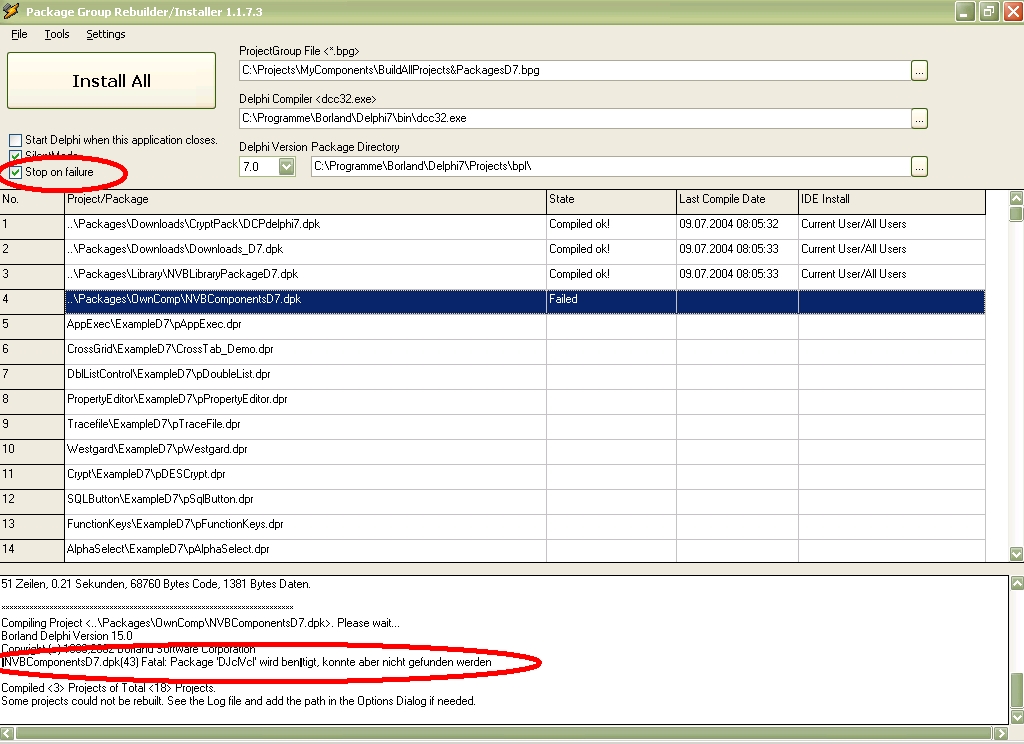 Package Group Rebuilder/Installer 1.1.7.3
File Tools Settings
ProjectGroup File <*.bpg>
Install All
C:\Projects\MyComponents\BuildAllProjects&PackagesD7.bpg
...
Delphi Compiler <dcc32.exe>
C:\Programme\Borland\Delphi7\bin\dcc32.exe
...
Start Delphi when this application closes.
Delphi Version Package Directory
SilentMode
7.0
C:\Programme\Borland\Delphi7\Projects\bpl\
...
Stop on failure
No. Project/Package State Last Compile Date IDE Install
1 ..\Packages\Downloads\CryptPack\DCPdelphi7.dpk Compiled ok! 09.07.2004 08:05:32 Current User/All Users
2 ..\Packages\Downloads\Downloads_D7.dpk Compiled ok! 09.07.2004 08:05:33 Current User/All Users
3 ..\Packages\Library\NVBLibraryPackageD7.dpk Compiled ok! 09.07.2004 08:05:33 Current User/All Users
4 ..\Packages\OwnComp\NVBComponentsD7.dpk Failed
5 AppExec\ExampleD7\pAppExec.dpr
6 CrossGrid\ExampleD7\CrossTab_Demo.dpr
7 DblListControl\ExampleD7\pDoubleList.dpr
8 PropertyEditor\ExampleD7\pPropertyEditor.dpr
9 Tracefile\ExampleD7\pTraceFile.dpr
10 Westgard\ExampleD7\pWestgard.dpr
11 Crypt\ExampleD7\pDESCrypt.dpr
12 SQLButton\ExampleD7\pSqlButton.dpr
13 FunctionKeys\ExampleD7\pFunctionKeys.dpr
14 AlphaSelect\ExampleD7\pAlphaSelect.dpr
51 Zeilen, 0.21 Sekunden, 68760 Bytes Code, 1381 Bytes Daten.
Compiling Project <..\Packages\OwnComp\NVBComponentsD7.dpk>. Please wait...
Borland Delphi Version 15.0
Copyright (c) 1983,2002 Borland Software Corporation
NVBComponentsD7.dpk(43) Fatal: Package 'DJclVcl' wird ben|tigt, konnte aber nicht gefunden werden
Compiled <3> Projects of Total <18> Projects.
Some projects could not be rebuilt. See the Log file and add the path in the Options Dialog if needed.